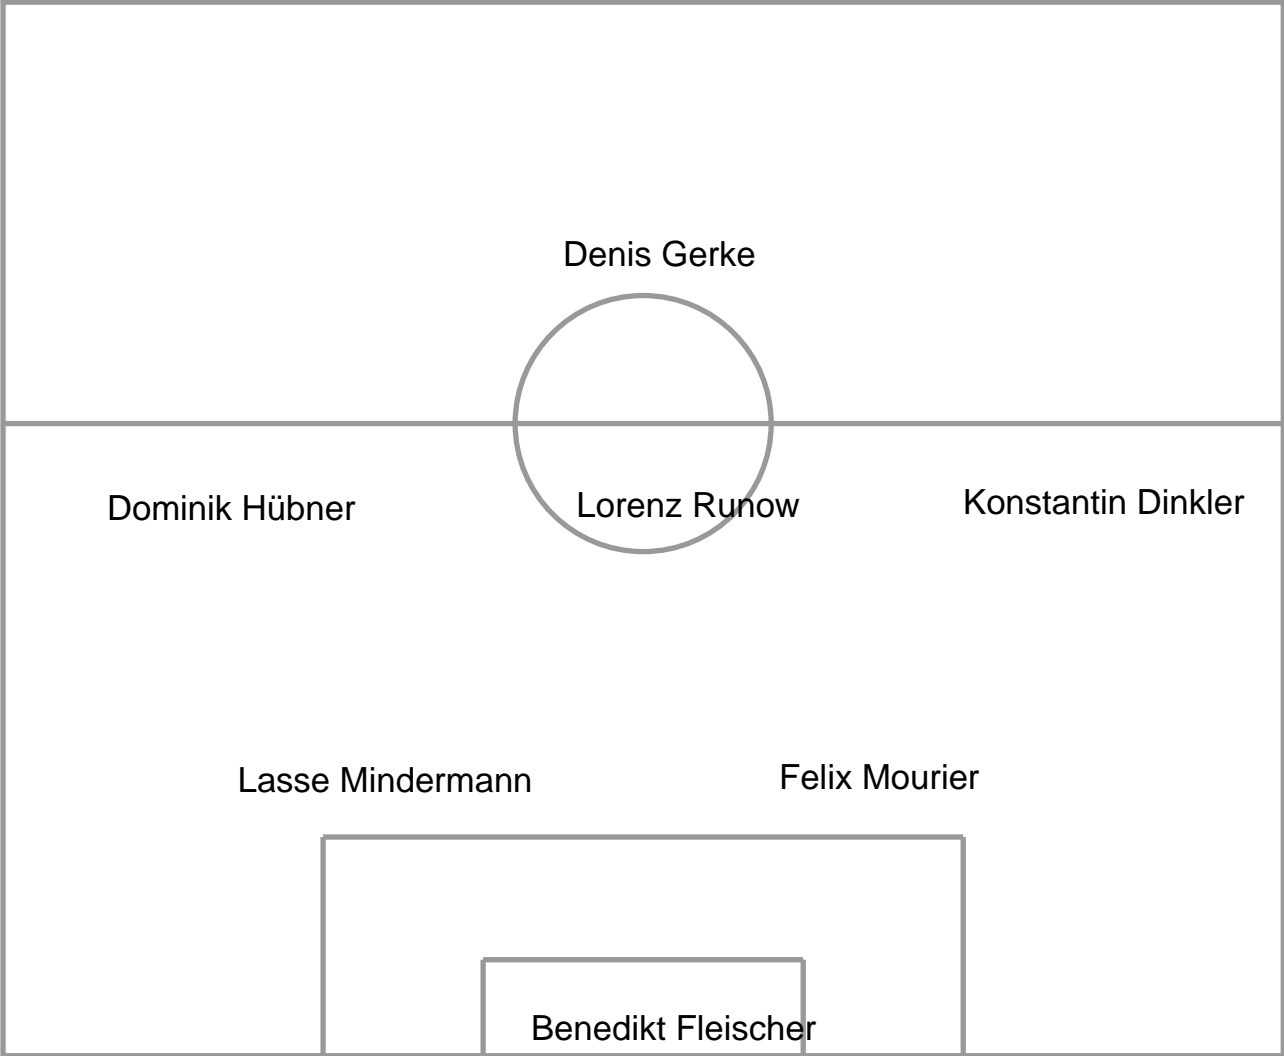 Denis Gerke
Dominik Hübner
Lorenz Runow
Konstantin Dinkler
Lasse Mindermann
Felix Mourier
Benedikt Fleischer